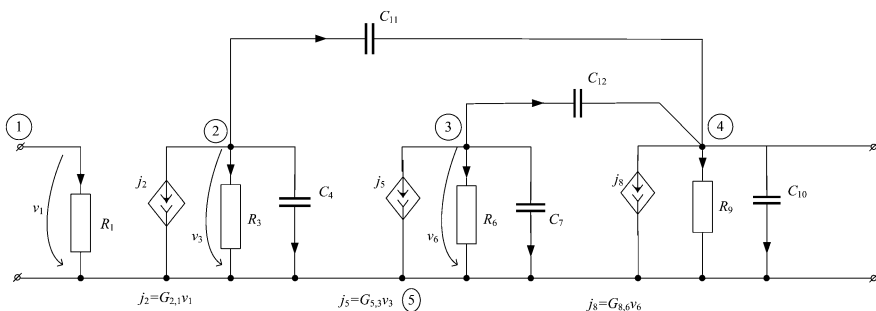 C11
C12
1
2
3
4
j2
C4
j5
j8
v1
R1
v3
R3
v6
R6
C7
R9
C10
j2=G2,1v1
j5=G5,3v3
5
j8=G8,6v6